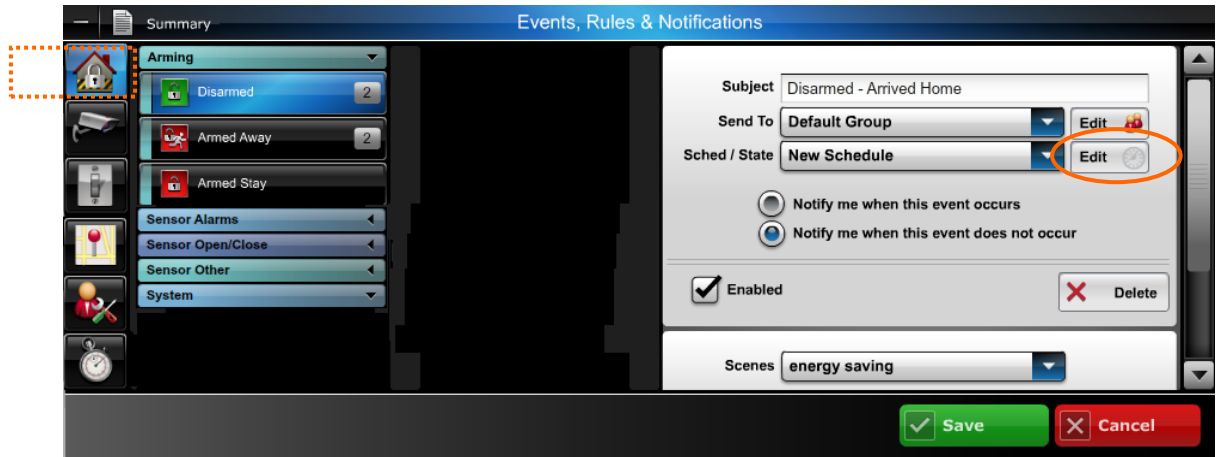 Summary
Events, Rules & Notifications
Arming
Disarmed
2
Armed Away
2
Armed Stay
Sensor Alarms
Sensor Open/Close
Sensor Other
System
Subject Disarmed - Arrived Home
Send To Default Group Edit
Sched / State New Schedule Edit
Notify me when this event occurs
Notify me when this event does not occur
Enabled
Delete
Scenes energy saving
Save
Cancel